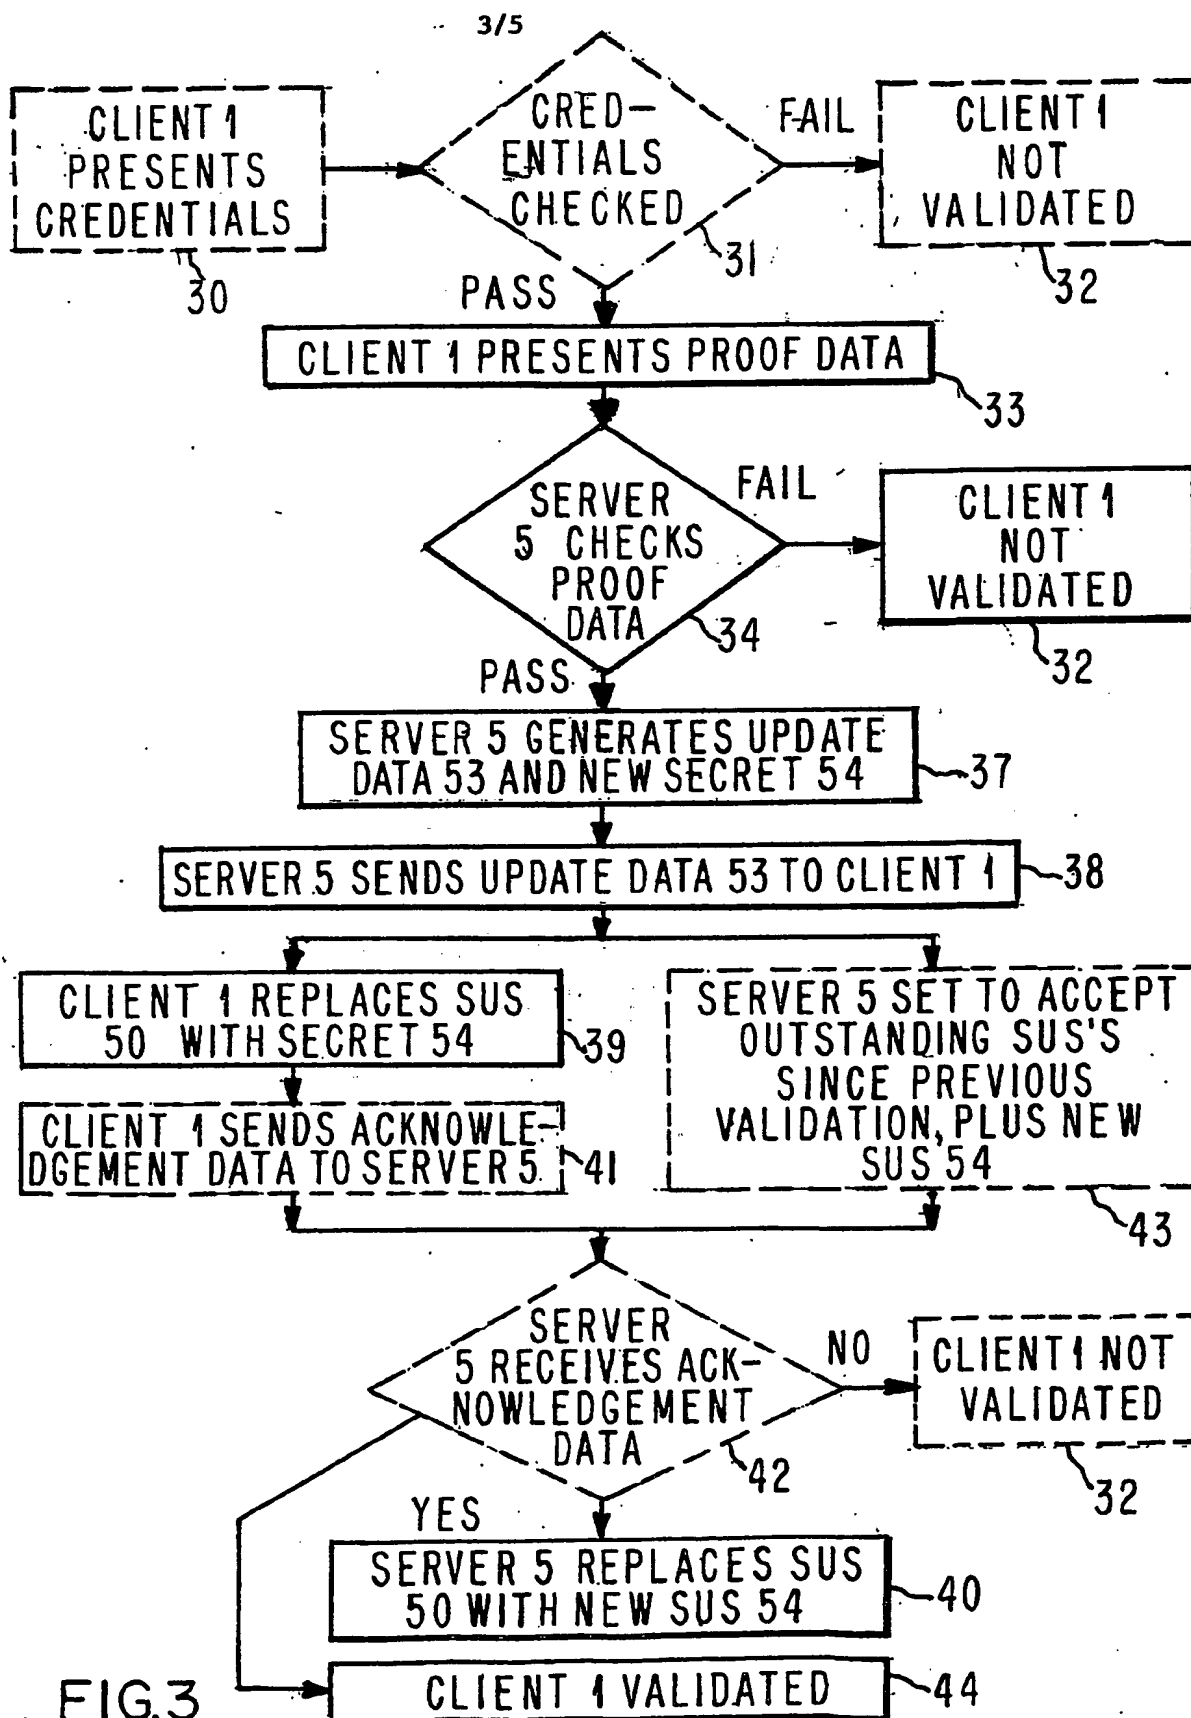 3/5
CLIENT 1
PRESENTS
CREDENTIALS
30
CRED-
ENTIALS
CHECKED
31
FAIL
CLIENT 1
NOT
VALIDATED
32
PASS
CLIENT 1 PRESENTS PROOF DATA
33
SERVER
5 CHECKS
PROOF
DATA
34
FAIL
CLIENT 1
NOT
VALIDATED
32
PASS
SERVER 5 GENERATES UPDATE
DATA 53 AND NEW SECRET 54
37
SERVER 5 SENDS UPDATE DATA 53 TO CLIENT 1
38
CLIENT 1 REPLACES SUS
50 WITH SECRET 54
39
CLIENT 1 SENDS ACKNOWLE-
DGEMENT DATA TO SERVER 5
41
SERVER 5 SET TO ACCEPT
OUTSTANDING SUS'S
SINCE PREVIOUS
VALIDATION, PLUS NEW
SUS 54
43
SERVER
5 RECEIVES ACK-
NOWLEDGEMENT
DATA
42
NO
CLIENT 1 NOT
VALIDATED
32
YES
SERVER 5 REPLACES SUS
50 WITH NEW SUS 54
40
CLIENT 1 VALIDATED
44
FIG.3